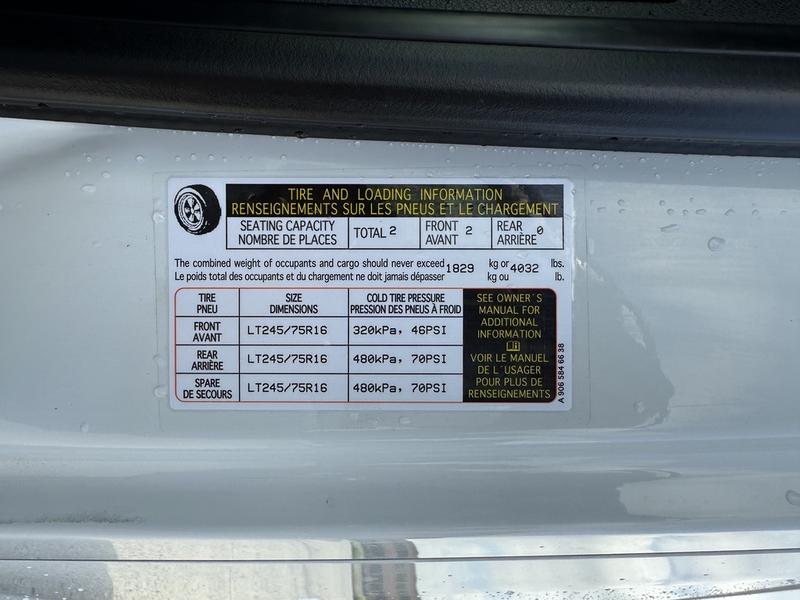 TIRE AND LOADING INFORMATION
RENSEIGNEMENTS SUR LES PNEUS ET LE CHARGEMENT
SEATING CAPACITY
NOMBRE DE PLACES
TOTAL 2
FRONT
AVANT 2
REAR
ARRIÈRE 0
The combined weight of occupants and cargo should never exceed 1829 kg or 4032 lbs.
Le poids total des occupants et du chargement ne doit jamais dépasser kg ou lb.
TIRE
PNEU
SIZE
DIMENSIONS
COLD TIRE PRESSURE
PRESSION DES PNEUS À FROID
FRONT
AVANT
LT245/75R16
320kPa, 46PSI
REAR
ARRIÈRE
LT245/75R16
480kPa, 70PSI
SPARE
DE SECOURS
LT245/75R16
480kPa, 70PSI
SEE OWNER´S
MANUAL FOR
ADDITIONAL
INFORMATION
VOIR LE MANUEL
DE L´USAGER
POUR PLUS DE
RENSEIGNEMENTS
A 906 584 66 38